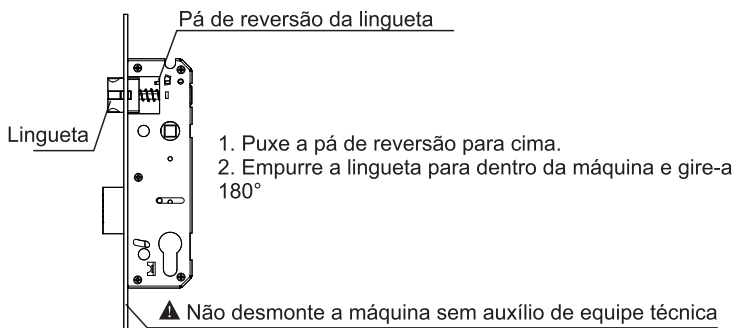 Pá de reversão da lingueta
Lingueta
1. Puxe a pá de reversão para cima.
2. Empurre a lingueta para dentro da máquina e gire-a
180°
Não desmonte a máquina sem auxílio de equipe técnica